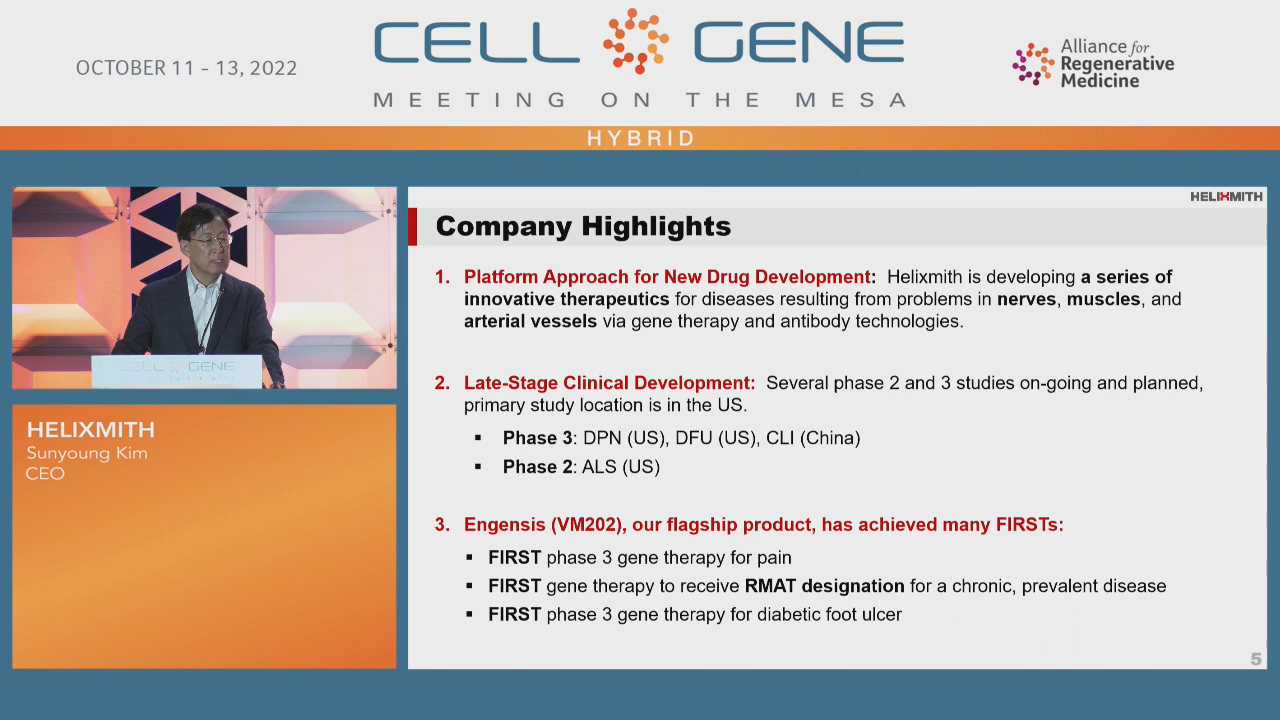 OCTOBER 11 - 13, 2022
CELL GENE
MEETING ON THE MESA
Alliance for
Regenerative
Medicine
HYBRID
CELL GENE
HELIXMITH
Sunyoung Kim
CEO
HELIXMITH
Company Highlights
1. Platform Approach for New Drug Development: Helixmith is developing a series of
innovative therapeutics for diseases resulting from problems in nerves, muscles, and
arterial vessels via gene therapy and antibody technologies.
2. Late-Stage Clinical Development: Several phase 2 and 3 studies on-going and planned,
primary study location is in the US.
▪ Phase 3: DPN (US), DFU (US), CLI (China)
▪ Phase 2: ALS (US)
3. Engensis (VM202), our flagship product, has achieved many FIRSTs:
▪ FIRST phase 3 gene therapy for pain
▪ FIRST gene therapy to receive RMAT designation for a chronic, prevalent disease
▪ FIRST phase 3 gene therapy for diabetic foot ulcer
5